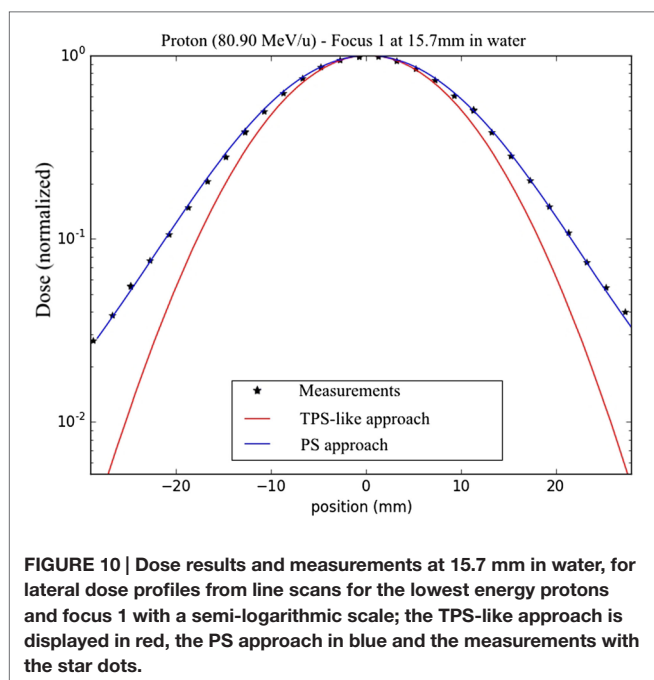 Proton (80.90 MeV/u) - Focus 1 at 15.7mm in water
10⁰
10⁻¹
10⁻²
Dose (normalized)
Measurements
TPS-like approach
PS approach
−20
−10
0
10
20
position (mm)
FIGURE 10 | Dose results and measurements at 15.7 mm in water, for
lateral dose profiles from line scans for the lowest energy protons
and focus 1 with a semi-logarithmic scale; the TPS-like approach is
displayed in red, the PS approach in blue and the measurements with
the star dots.